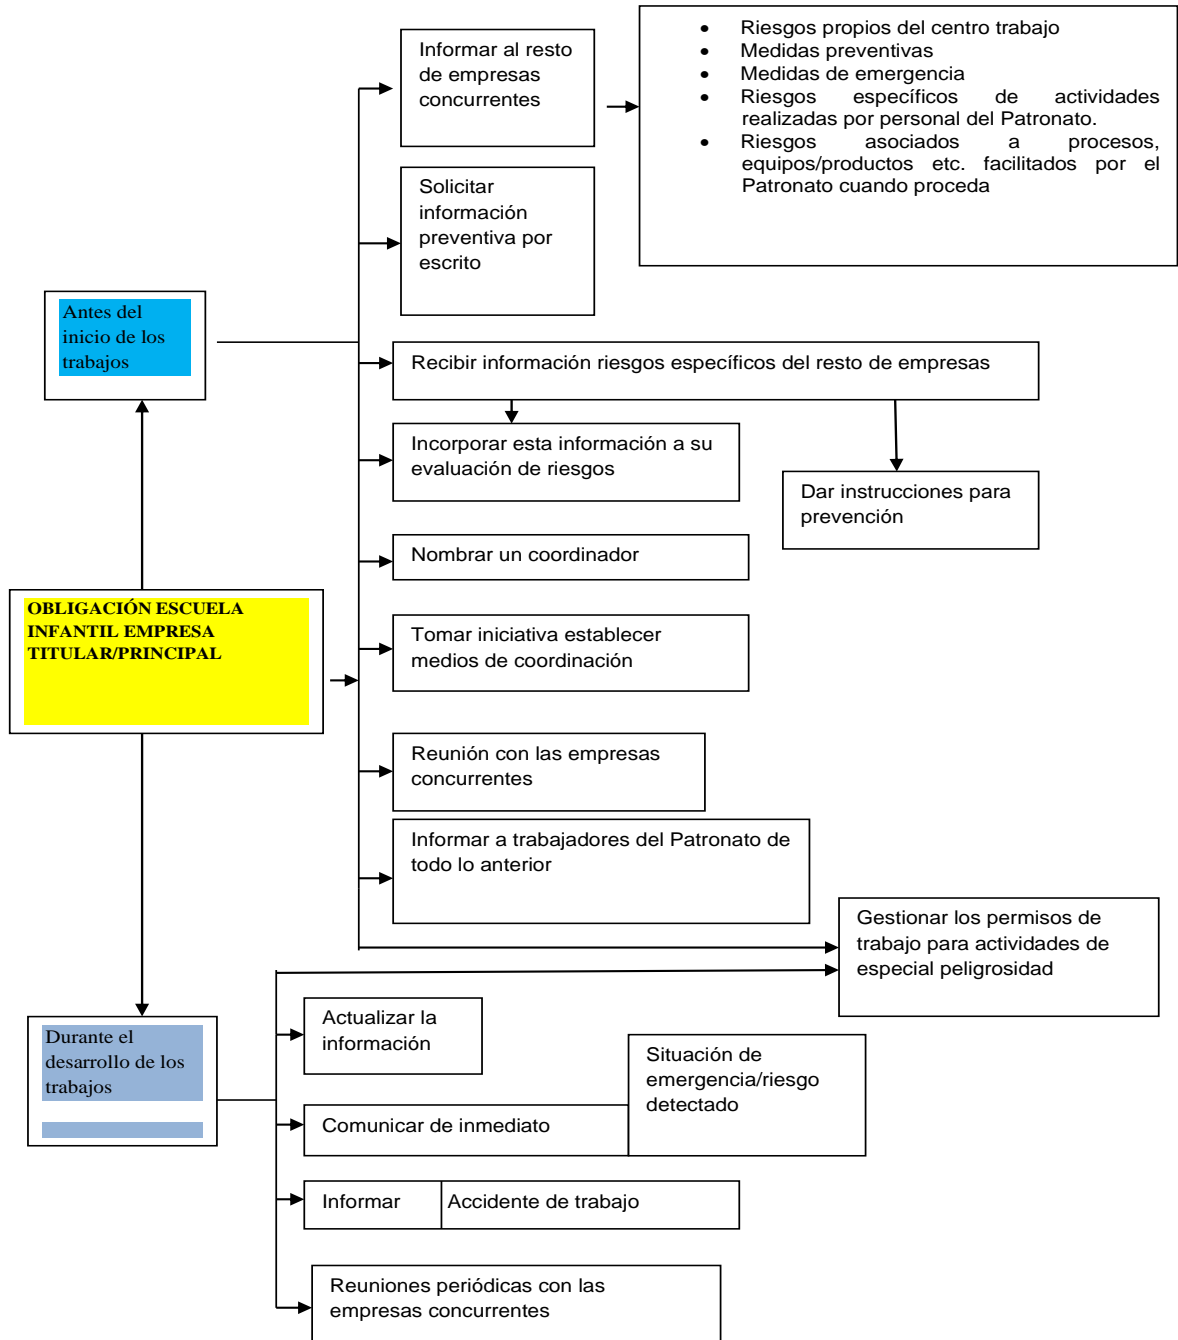 Informar al resto
de empresas
concurrentes
• Riesgos propios del centro trabajo
• Medidas preventivas
• Medidas de emergencia
• Riesgos específicos de actividades
realizadas por personal del Patronato.
• Riesgos asociados a procesos,
equipos/productos etc. facilitados por el
Patronato cuando proceda
Solicitar
información
preventiva por
escrito
Antes del
inicio de los
trabajos
Recibir información riesgos específicos del resto de empresas
Incorporar esta información a su
evaluación de riesgos
Dar instrucciones para
prevención
Nombrar un coordinador
OBLIGACIÓN ESCUELA
INFANTIL EMPRESA
TITULAR/PRINCIPAL
Tomar iniciativa establecer
medios de coordinación
Reunión con las empresas
concurrentes
Informar a trabajadores del Patronato de
todo lo anterior
Gestionar los permisos de
trabajo para actividades de
especial peligrosidad
Durante el
desarrollo de los
trabajos
Actualizar la
información
Situación de
emergencia/riesgo
detectado
Comunicar de inmediato
Informar Accidente de trabajo
Reuniones periódicas con las
empresas concurrentes